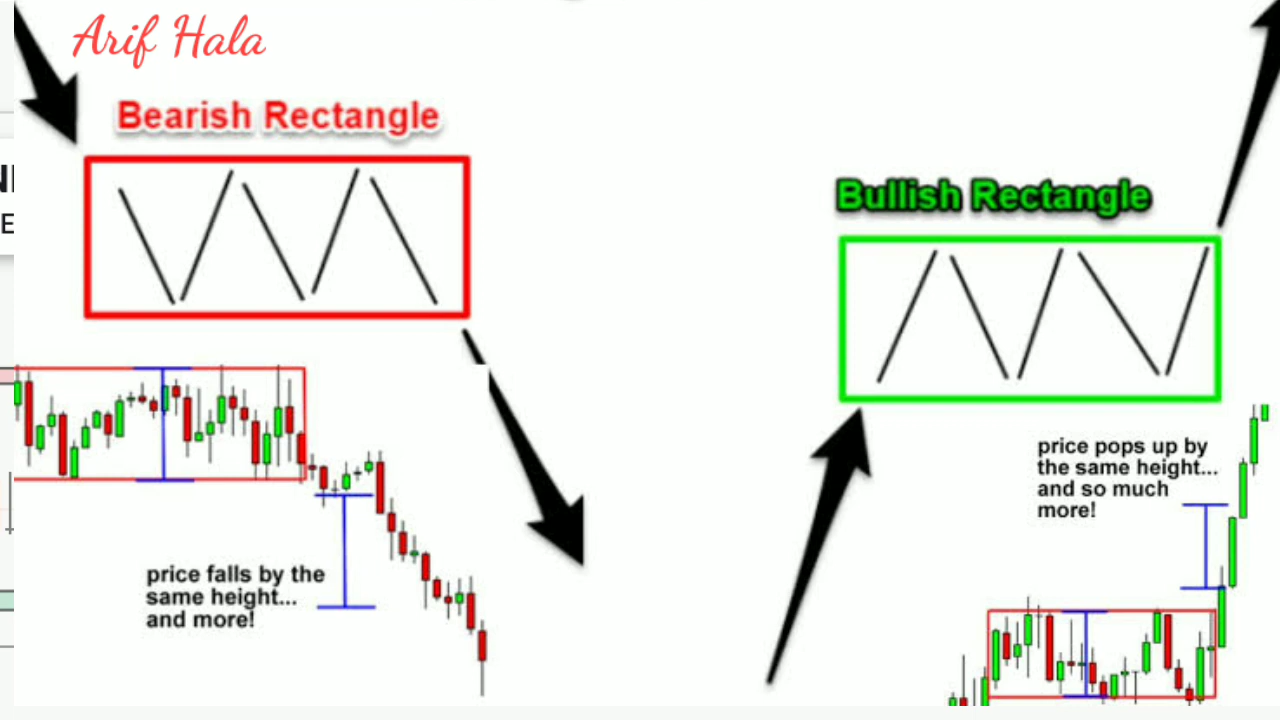 Arif Hala
Bearish Rectangle
Bullish Rectangle
price pops up by
the same height...
and so much
more!
price falls by the
same height...
and more!